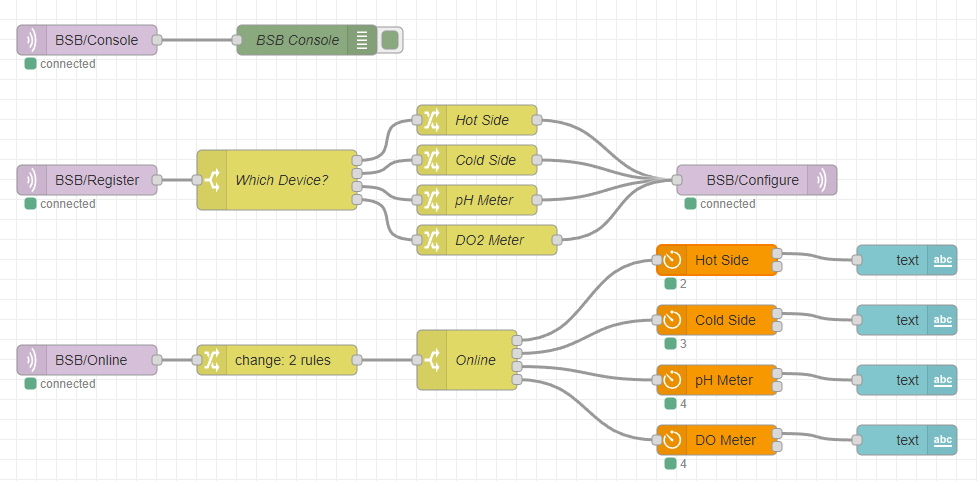 BSB/Console
BSB Console
connected
Hot Side
Cold Side
BSB/Register
Which Device?
pH Meter
BSB/Configure
connected
connected
DO2 Meter
Hot Side
text
abc
2
Cold Side
text
abc
3
BSB/Online
change: 2 rules
Online
connected
pH Meter
text
abc
4
DO Meter
text
abc
4